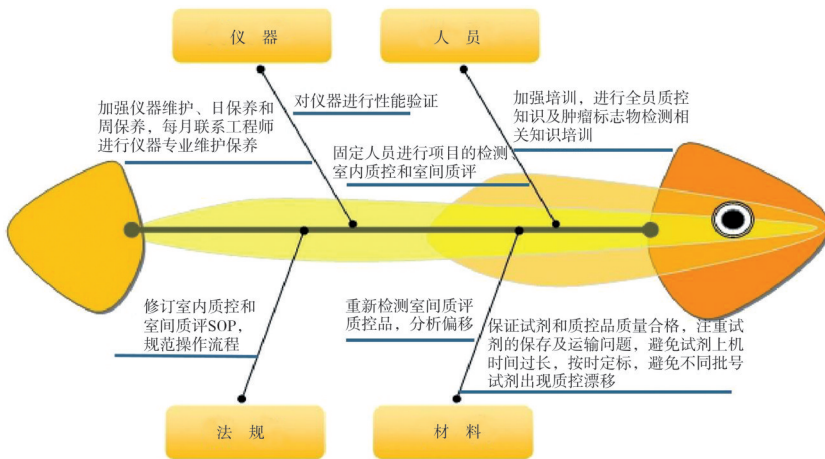 仪 器
人 员
加强仪器维护、日保养和
周保养，每月联系工程师
进行仪器专业维护保养
对仪器进行性能验证
固定人员进行项目的检测、
室内质控和室间质评
加强培训，进行全员质控
知识及肿瘤标志物检测相
关知识培训
修订室内质控和
室间质评SOP，
规范操作流程
重新检测室间质评
质控品，分析偏移
保证试剂和质控品质量合格，注重试
剂的保存及运输问题，避免试剂上机
时间过长，按时定标，避免不同批号
试剂出现质控漂移
法 规
材 料